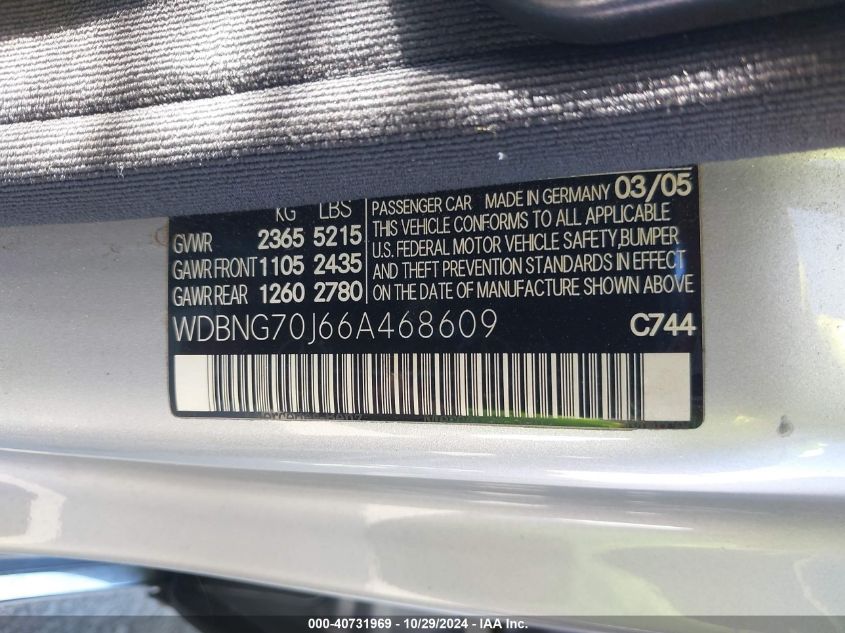 KG LBS
GVWR 2365 5215
GAWR FRONT 1105 2435
GAWR REAR 1260 2780
PASSENGER CAR MADE IN GERMANY 03/05
THIS VEHICLE CONFORMS TO ALL APPLICABLE
U.S. FEDERAL MOTOR VEHICLE SAFETY, BUMPER
AND THEFT PREVENTION STANDARDS IN EFFECT
ON THE DATE OF MANUFACTURE SHOWN ABOVE
WDBNG70J66A468609 C744
000-40731969 - 10/29/2024 - IAA Inc.